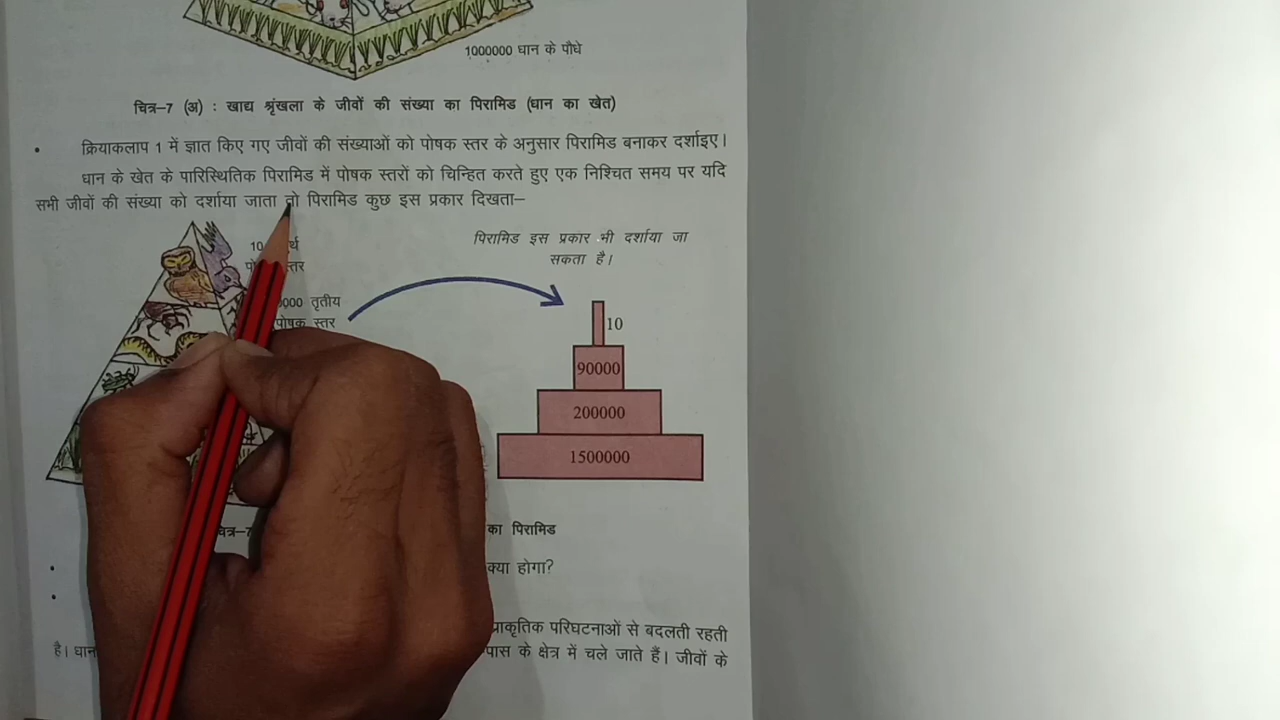 1000000 धान के पौधे
चित्र–7 (अ) : खाद्य श्रृंखला के जीवों की संख्या का पिरामिड (धान का खेत)
• क्रियाकलाप 1 में ज्ञात किए गए जीवों की संख्याओं को पोषक स्तर के अनुसार पिरामिड बनाकर दर्शाइए।
धान के खेत के पारिस्थितिक पिरामिड में पोषक स्तरों को चिन्हित करते हुए एक निश्चित समय पर यदि
सभी जीवों की संख्या को दर्शाया जाता तो पिरामिड कुछ इस प्रकार दिखता–
10
स्तर
तृतीय
पोषक स्तर
पिरामिड इस प्रकार भी दर्शाया जा
सकता है।
10
90000
200000
1500000
का पिरामिड
क्या होगा?
प्राकृतिक परिघटनाओं से बदलती रहती
है। धान
पास के क्षेत्र में चले जाते हैं। जीवों के